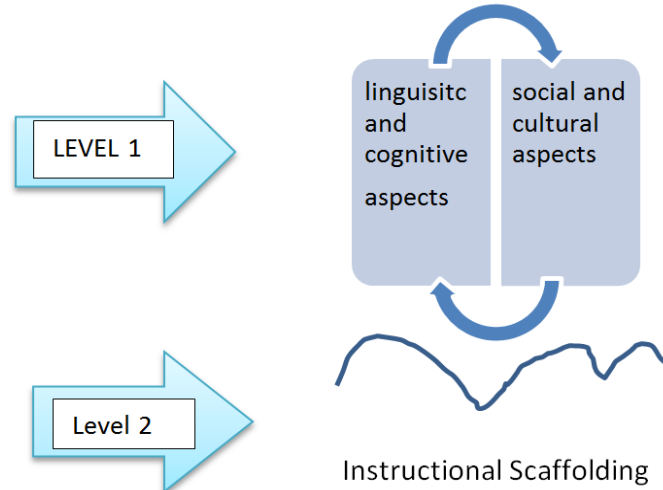 LEVEL 1
linguisitc
and
cognitive
aspects
social and
cultural
aspects
Level 2
Instructional Scaffolding